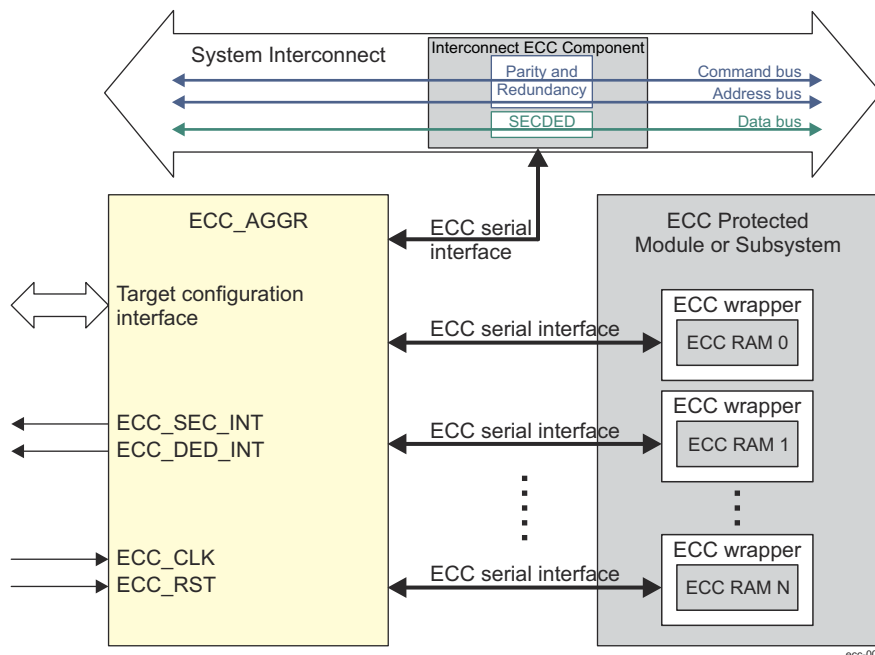 System Interconnect
Interconnect ECC Component
Parity and
Redundancy
Command bus
Address bus
SECDED
Data bus
ECC_AGGR
ECC serial
interface
ECC Protected
Module or Subsystem
Target configuration
interface
ECC serial interface
ECC wrapper
ECC RAM 0
ECC_SEC_INT
ECC_DED_INT
ECC serial interface
ECC wrapper
ECC RAM 1
ECC_CLK
ECC_RST
ECC serial interface
ECC wrapper
ECC RAM N